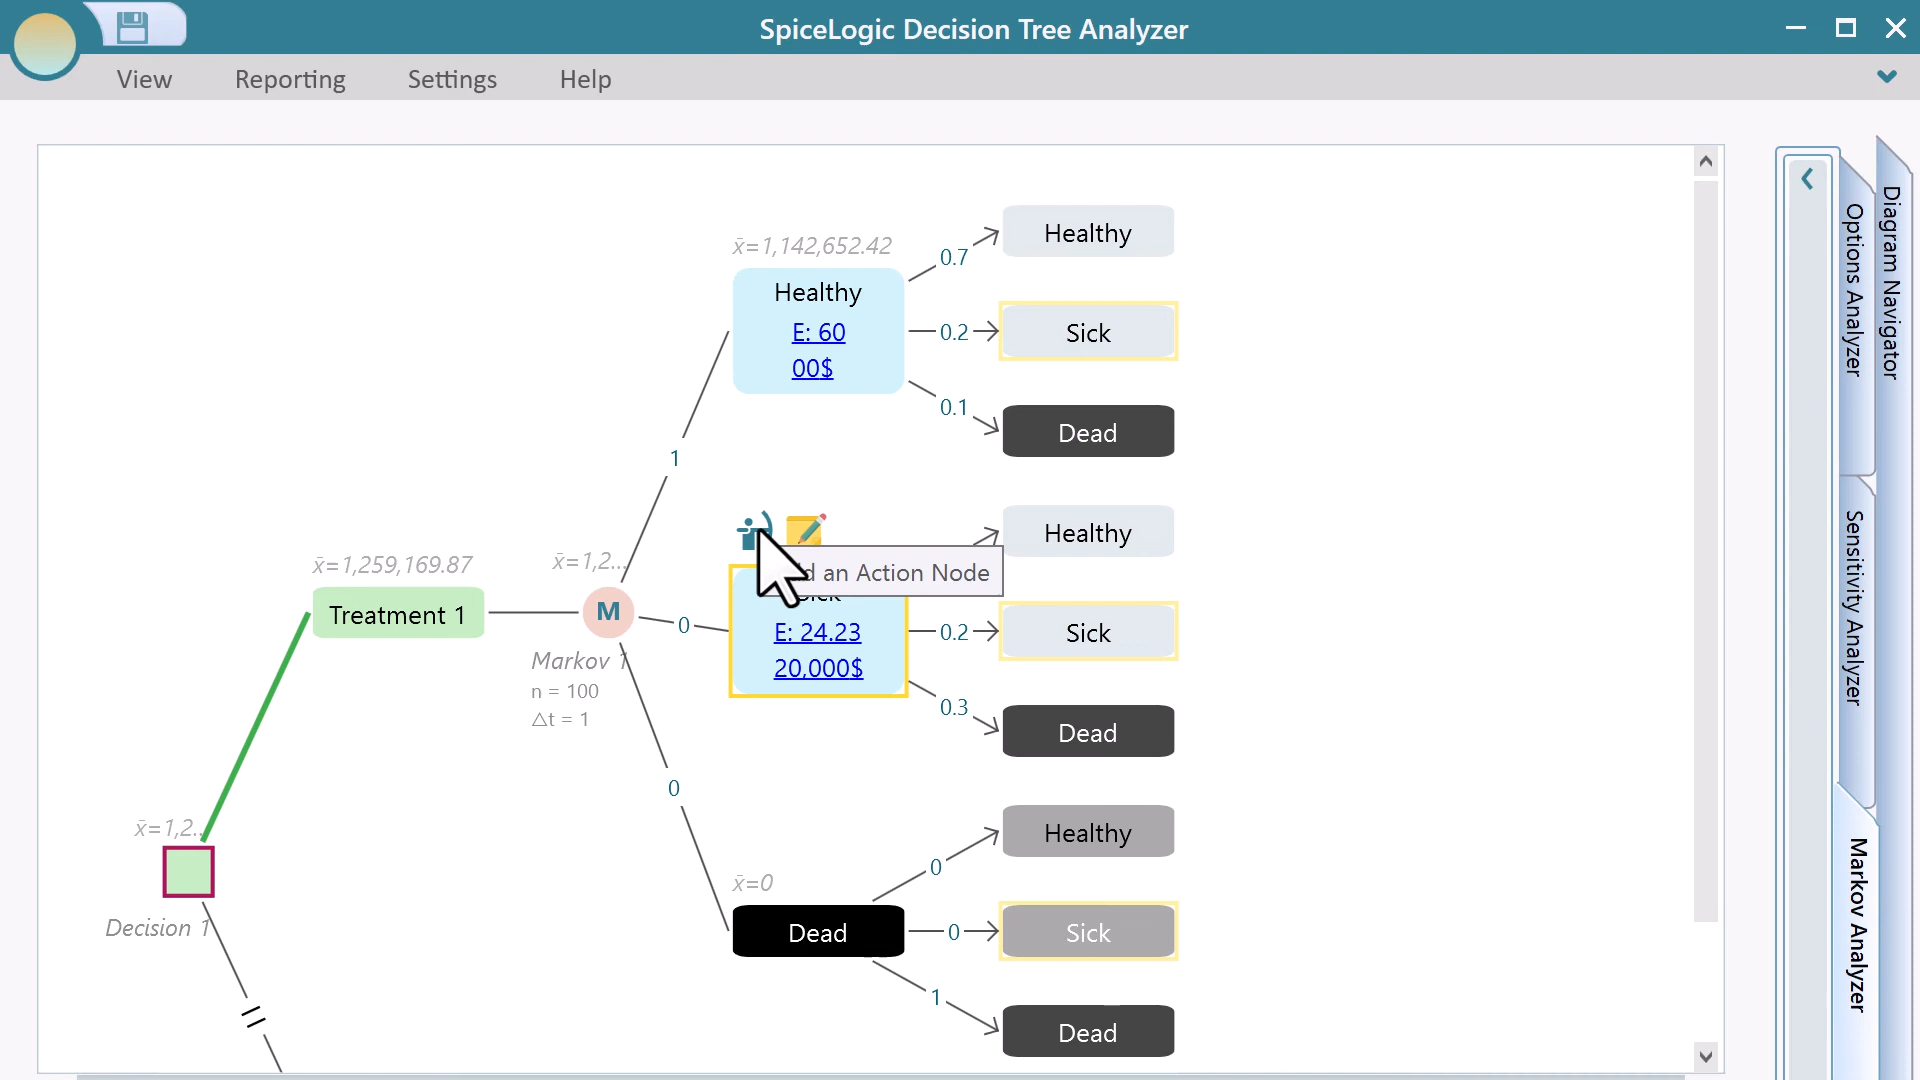 SpiceLogic Decision Tree Analyzer
View
Reporting
Settings
Help
Diagram Navigator
Options Analyzer
Sensitivity Analyzer
Markov Analyzer
x̄=1,142,652.42
Healthy
E: 60
00$
0.7
Healthy
0.2
Sick
0.1
Dead
1
an Action Node
Sick
E: 24.23
20,000$
Healthy
0.2
Sick
0.3
Dead
x̄=1,259,169.87
Treatment 1
x̄=1,2...
M
Markov 1
n = 100
△t = 1
0
0
x̄=0
Dead
0
Healthy
0
Sick
1
Dead
x̄=1,2...
Decision 1